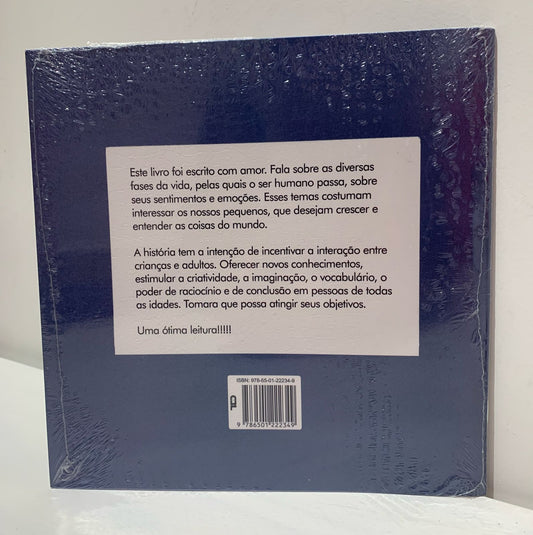 Este livro foi escrito com amor. Fala sobre as diversas
fases da vida, pelas quais o ser humano passa, sobre
seus sentimentos e emoções. Esses temas costumam
interessar os nossos pequenos, que desejam crescer e
entender as coisas do mundo.
A história tem a intenção de incentivar a interação entre
crianças e adultos. Oferecer novos conhecimentos,
estimular a criatividade, a imaginação, o vocabulário, o
poder de raciocínio e de conclusão em pessoas de todas
as idades. Tomara que possa atingir seus objetivos.
Uma ótima leitura!!!!!
ISBN: 978-65-01-22234-9
CBL
9 786501 222349